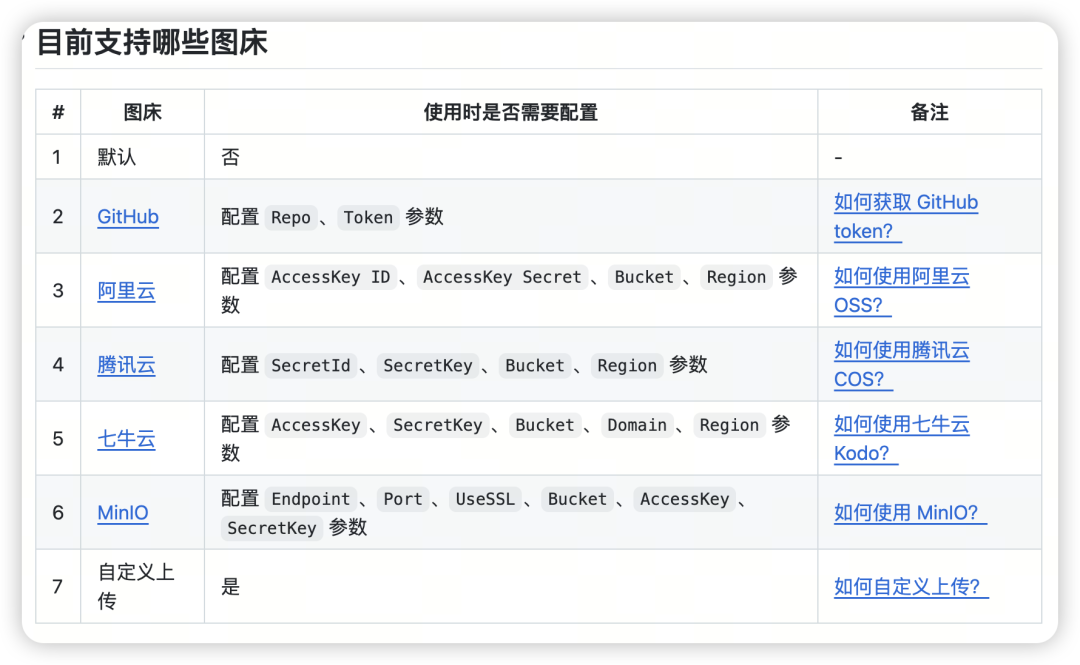 目前支持哪些图床
# 图床 使用时是否需要配置 备注
1 默认 否 -
2 GitHub 配置 Repo 、 Token 参数 如何获取 GitHub
token?
3 阿里云 配置 AccessKey ID 、 AccessKey Secret 、 Bucket 、 Region 参
数
如何使用阿里云
OSS?
4 腾讯云 配置 SecretId 、 SecretKey 、 Bucket 、 Region 参数 如何使用腾讯云
COS?
5 七牛云 配置 AccessKey 、 SecretKey 、 Bucket 、 Domain 、 Region 参
数
如何使用七牛云
Kodo?
6 MinIO 配置 Endpoint 、 Port 、 UseSSL 、 Bucket 、 AccessKey 、
SecretKey 参数
如何使用 MinIO?
7 自定义上
传
是 如何自定义上传?